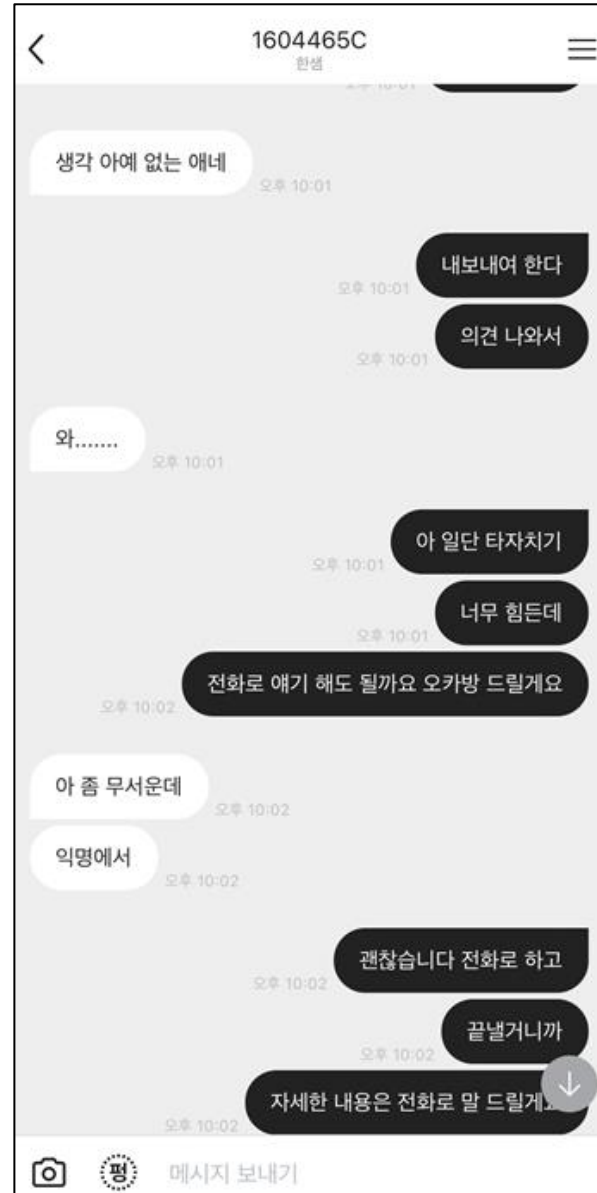 1604465C
한샘
생각 아예 없는 애네
오후 10:01
내보내여 한다
오후 10:01
의견 나와서
오후 10:01
와.......
오후 10:01
아 일단 타자치기
오후 10:01
너무 힘든데
오후 10:01
전화로 얘기 해도 될까요 오카방 드릴게요
오후 10:02
아 좀 무서운데
오후 10:02
익명에서
오후 10:02
괜찮습니다 전화로 하고
오후 10:02
끝낼거니까
오후 10:02
자세한 내용은 전화로 말 드릴게
오후 10:02
펑
메시지 보내기